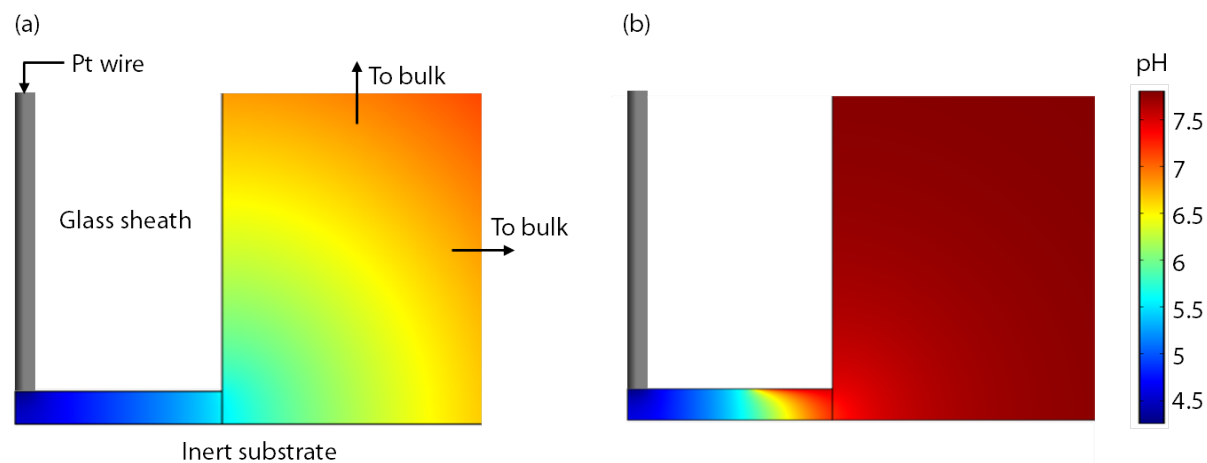 (a)
Pt wire
To bulk
Glass sheath
To bulk
Inert substrate
(b)
pH
7.5
7
6.5
6
5.5
5
4.5